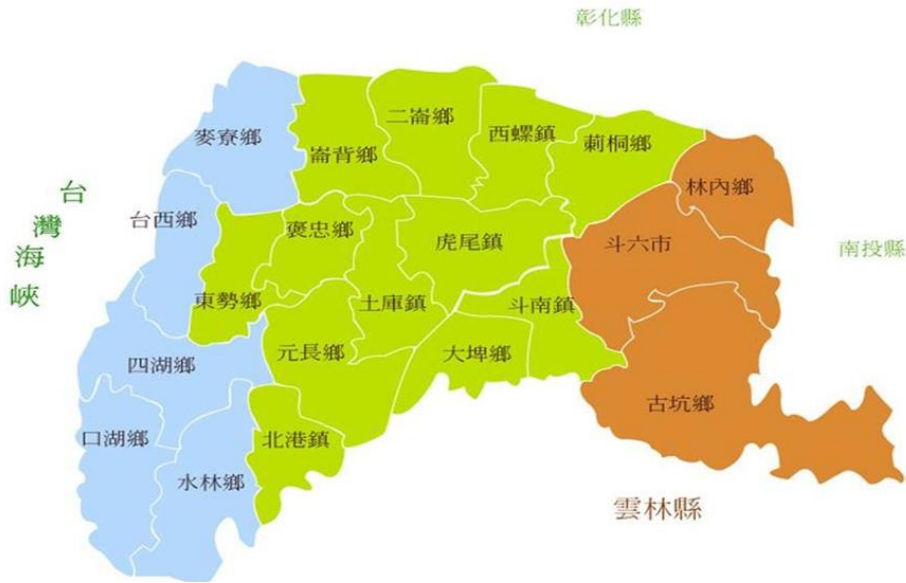 彰化縣
二崙鄉
麥寮鄉
崙背鄉
西螺鎮
莿桐鄉
林內鄉
台灣海峽
台西鄉
褒忠鄉
虎尾鎮
斗六市
南投縣
東勢鄉
土庫鎮
斗南鎮
四湖鄉
元長鄉
大埤鄉
古坑鄉
口湖鄉
北港鎮
水林鄉
雲林縣